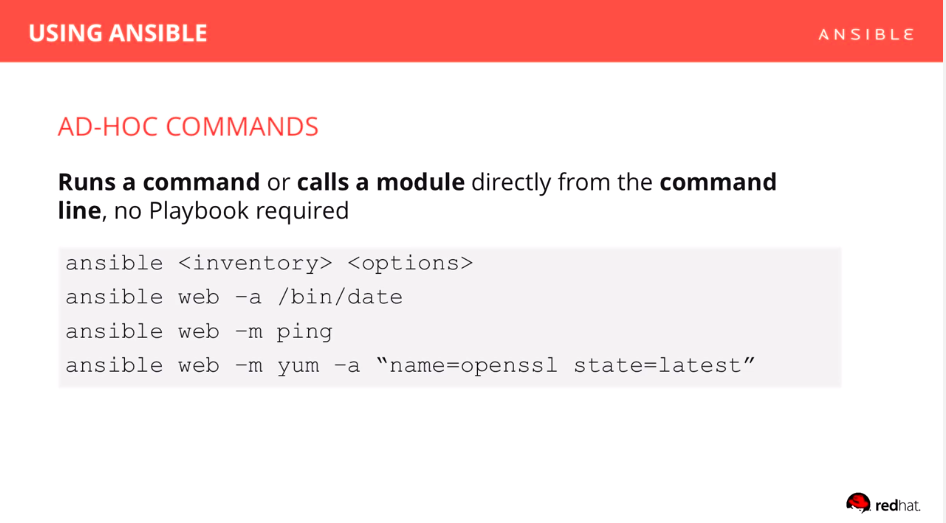 USING ANSIBLE
ANSIBLE
AD-HOC COMMANDS
Runs a command or calls a module directly from the command
line, no Playbook required
ansible <inventory> <options>
ansible web –a /bin/date
ansible web –m ping
ansible web –m yum –a “name=openssl state=latest”
redhat.